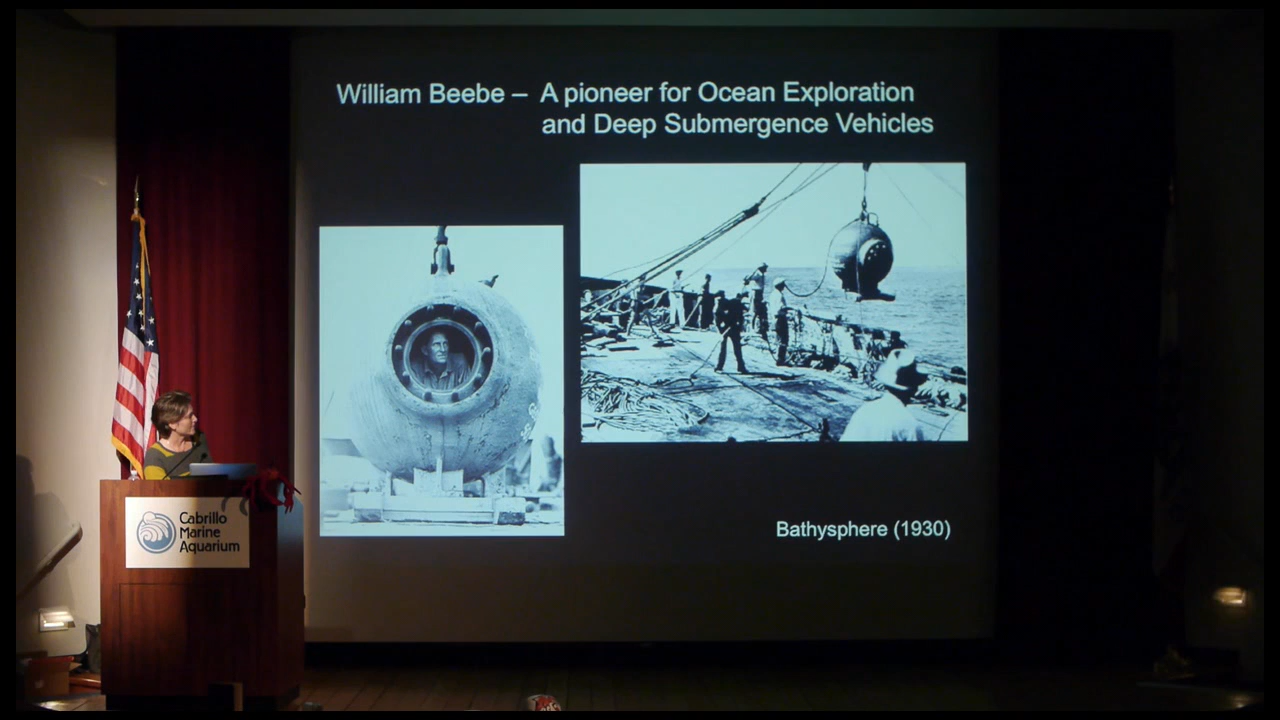 William Beebe – A pioneer for Ocean Exploration
and Deep Submergence Vehicles
Bathysphere (1930)
Cabrillo
Marine
Aquarium